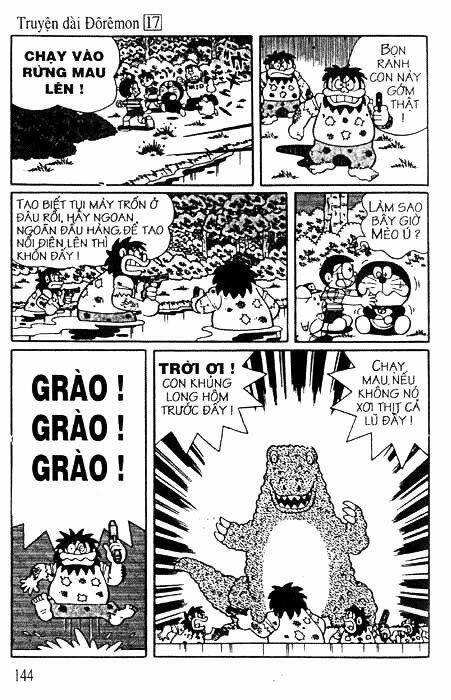 Truyện dài Đôrêmon 17
CHẠY VÀO
RỪNG MAU
LÊN !
BỌN
RANH
CON NÀY
GỚM
THẬT
!
TAO BIẾT TỤI MÀY TRỐN Ở
ĐÂU RỒI, HÃY NGOAN
NGOÃN ĐẦU HÀNG, ĐỂ TAO
NỔI ĐIÊN LÊN THÌ
KHỐN ĐẤY !
LÀM SAO
BÂY GIỜ
MÈO Ú ?
GRÀO !
GRÀO !
GRÀO !
TRỜI ƠI !
CON KHỦNG
LONG HÔM
TRƯỚC ĐÂY !
CHẠY
MAU, NẾU
KHÔNG NÓ
XƠI THỊT CẢ
LŨ ĐẤY !
144